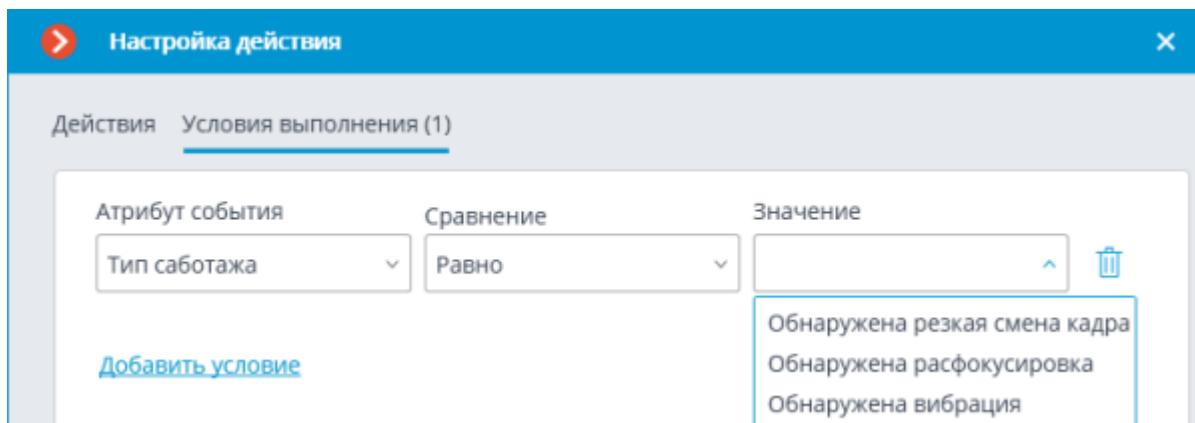 Настройка действия
Действия Условия выполнения (1)
Атрибут события Сравнение Значение
Тип саботажа Равно
Обнаружена резкая смена кадра
Добавить условие Обнаружена расфокусировка
Обнаружена вибрация